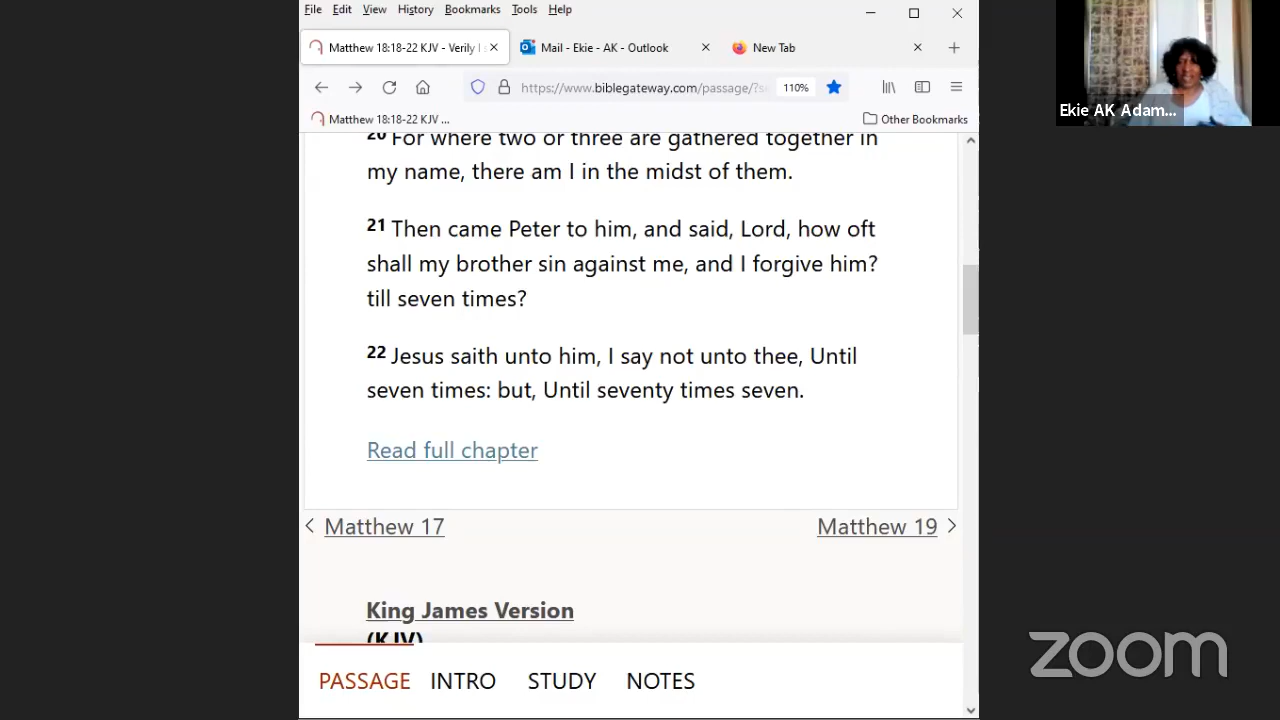 File Edit View History Bookmarks Tools Help
Matthew 18:18-22 KJV - Verily I
Mail - Ekie - AK - Outlook
New Tab
https://www.biblegateway.com/passage/?s
110%
Matthew 18:18-22 KJV ...
Other Bookmarks
Ekie AK Adam...
20 For where two or three are gathered together in
my name, there am I in the midst of them.
21 Then came Peter to him, and said, Lord, how oft
shall my brother sin against me, and I forgive him?
till seven times?
22 Jesus saith unto him, I say not unto thee, Until
seven times: but, Until seventy times seven.
Read full chapter
Matthew 17
Matthew 19
King James Version
(KJV)
PASSAGE INTRO STUDY NOTES
zoom